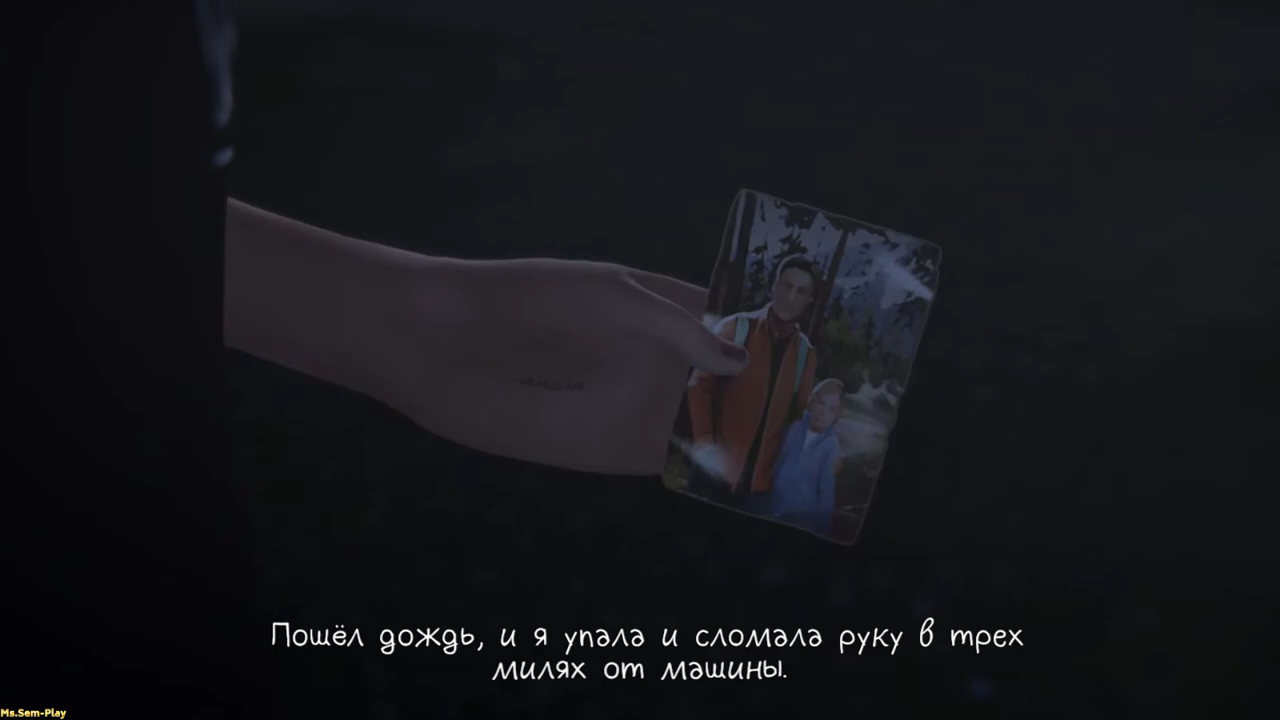 Пошёл дождь, и я упала и сломала руку в трех
милях от машины.
Ms.Sem-Play